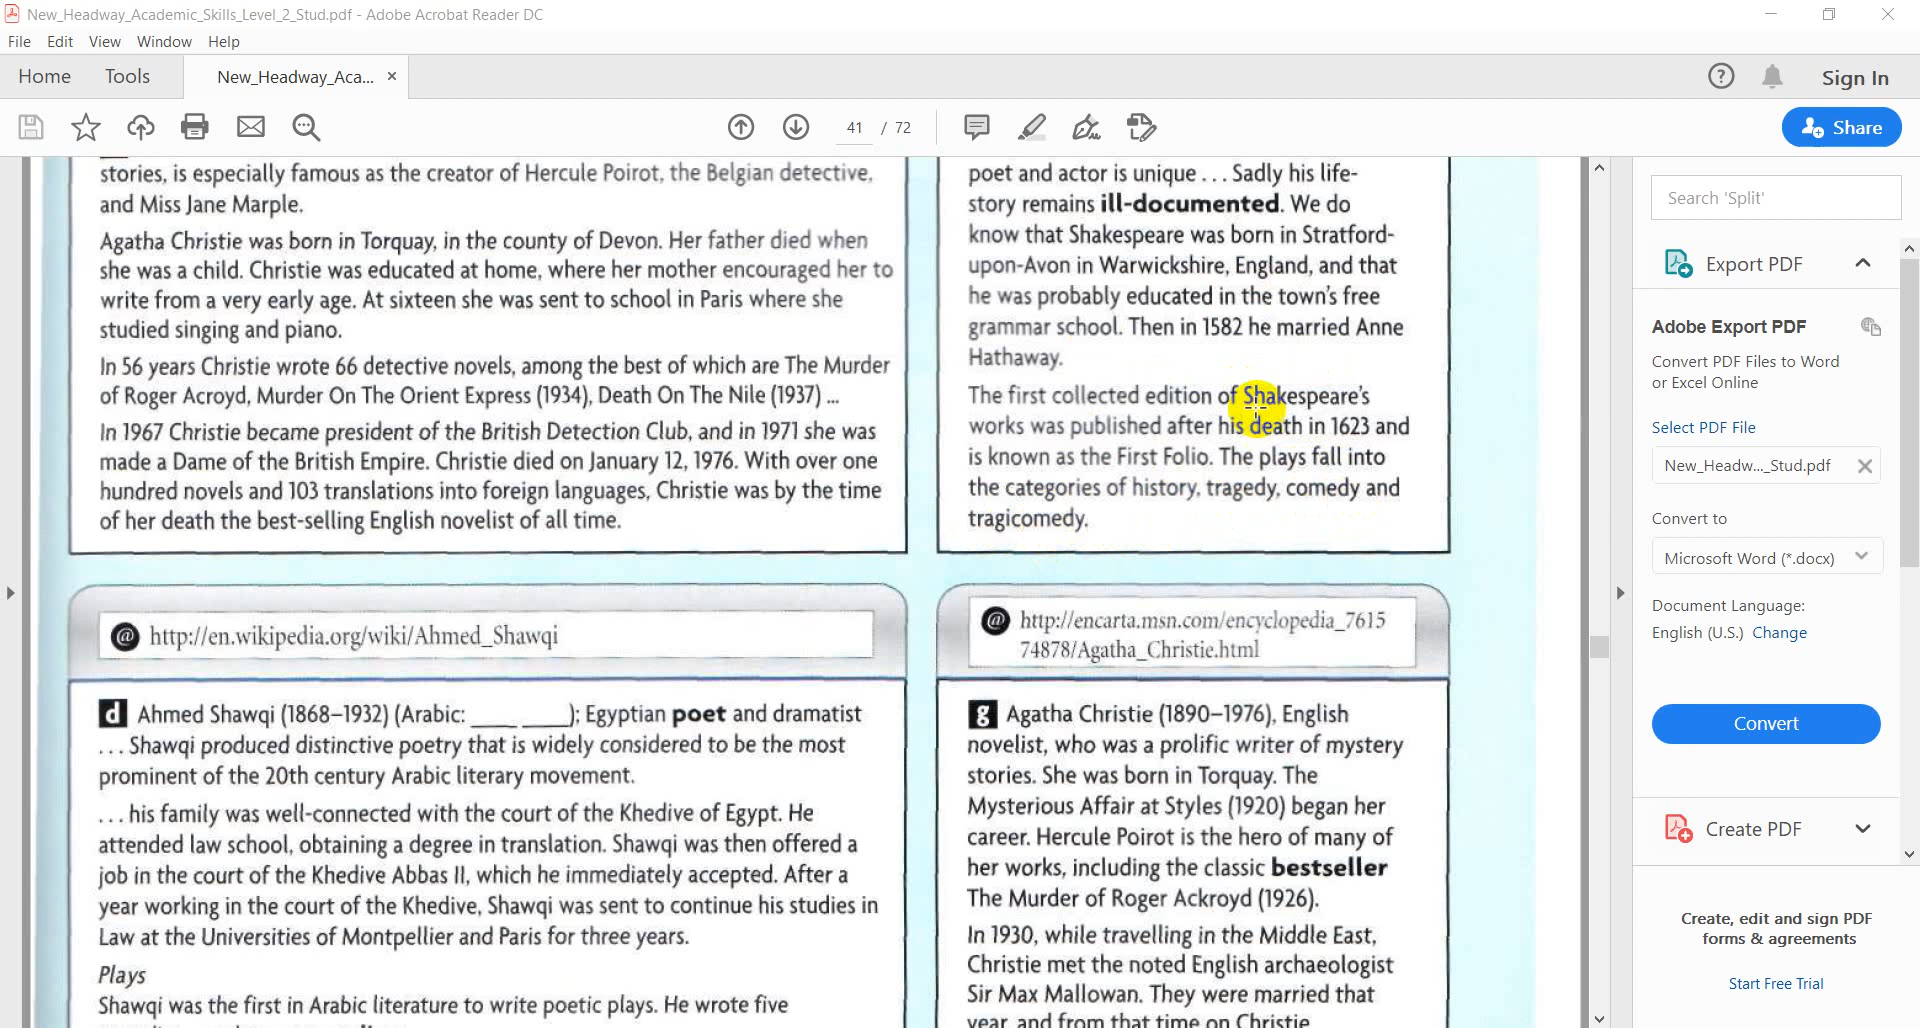 New_Headway_Academic_Skills_Level_2_Stud.pdf - Adobe Acrobat Reader DC
File Edit View Window Help
Home Tools New_Headway_Aca... × Sign In
41 / 72 Share
stories, is especially famous as the creator of Hercule Poirot, the Belgian detective,
and Miss Jane Marple.
Agatha Christie was born in Torquay, in the county of Devon. Her father died when
she was a child. Christie was educated at home, where her mother encouraged her to
write from a very early age. At sixteen she was sent to school in Paris where she
studied singing and piano.
In 56 years Christie wrote 66 detective novels, among the best of which are The Murder
of Roger Acroyd, Murder On The Orient Express (1934), Death On The Nile (1937) ...
In 1967 Christie became president of the British Detection Club, and in 1971 she was
made a Dame of the British Empire. Christie died on January 12, 1976. With over one
hundred novels and 103 translations into foreign languages, Christie was by the time
of her death the best-selling English novelist of all time.
poet and actor is unique ... Sadly his life-
story remains ill-documented. We do
know that Shakespeare was born in Stratford-
upon-Avon in Warwickshire, England, and that
he was probably educated in the town's free
grammar school. Then in 1582 he married Anne
Hathaway.
The first collected edition of Shakespeare's
works was published after his death in 1623 and
is known as the First Folio. The plays fall into
the categories of history, tragedy, comedy and
tragicomedy.
@ http://en.wikipedia.org/wiki/Ahmed_Shawqi
d Ahmed Shawqi (1868–1932) (Arabic: ____ ____); Egyptian poet and dramatist
... Shawqi produced distinctive poetry that is widely considered to be the most
prominent of the 20th century Arabic literary movement.
... his family was well-connected with the court of the Khedive of Egypt. He
attended law school, obtaining a degree in translation. Shawqi was then offered a
job in the court of the Khedive Abbas II, which he immediately accepted. After a
year working in the court of the Khedive, Shawqi was sent to continue his studies in
Law at the Universities of Montpellier and Paris for three years.
Plays
Shawqi was the first in Arabic literature to write poetic plays. He wrote five
@ http://encarta.msn.com/encyclopedia_7615
74878/Agatha_Christie.html
g Agatha Christie (1890–1976), English
novelist, who was a prolific writer of mystery
stories. She was born in Torquay. The
Mysterious Affair at Styles (1920) began her
career. Hercule Poirot is the hero of many of
her works, including the classic bestseller
The Murder of Roger Ackroyd (1926).
In 1930, while travelling in the Middle East,
Christie met the noted English archaeologist
Sir Max Mallowan. They were married that
year, and from that time on Christie
Search 'Split'
Export PDF
Adobe Export PDF
Convert PDF Files to Word
or Excel Online
Select PDF File
New_Headw..._Stud.pdf
Convert to
Microsoft Word (*.docx)
Document Language:
English (U.S.) Change
Convert
Create PDF
Create, edit and sign PDF
forms & agreements
Start Free Trial